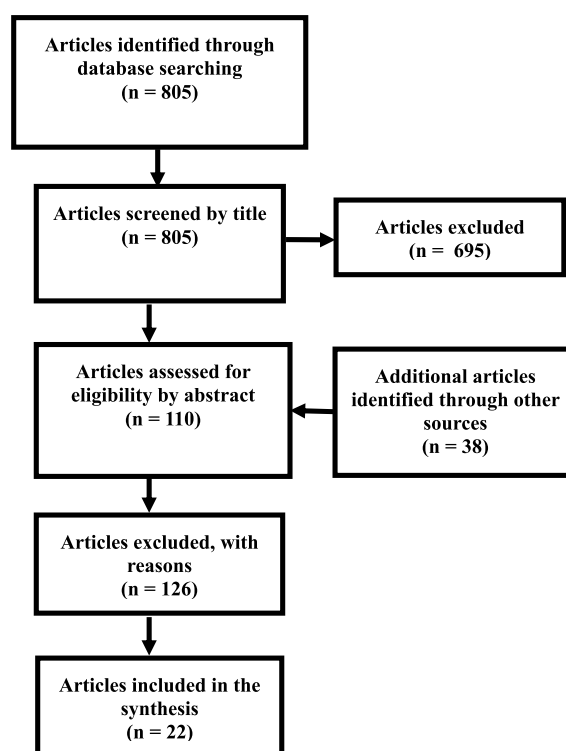 Articles identified through
database searching
(n = 805)
Articles screened by title
(n = 805)
Articles excluded
(n =  695)
Articles assessed for
eligibility by abstract
(n = 110)
Additional articles
identified through other
sources
(n = 38)
Articles excluded, with
reasons
(n = 126)
Articles included in the
synthesis
(n = 22)